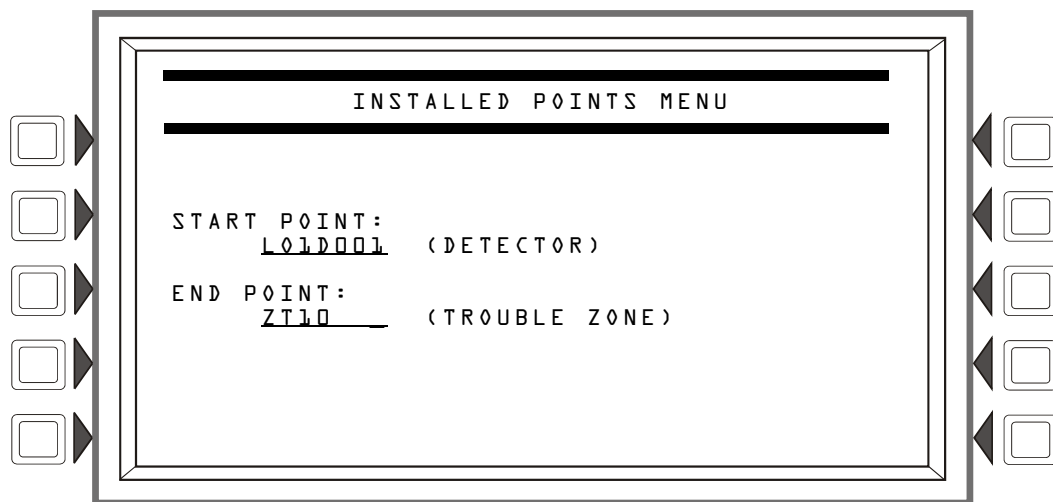 INSTALLED POINTS MENU
START POINT:
L01D001 (DETECTOR)
END POINT:
ZT10 _ (TROUBLE ZONE)